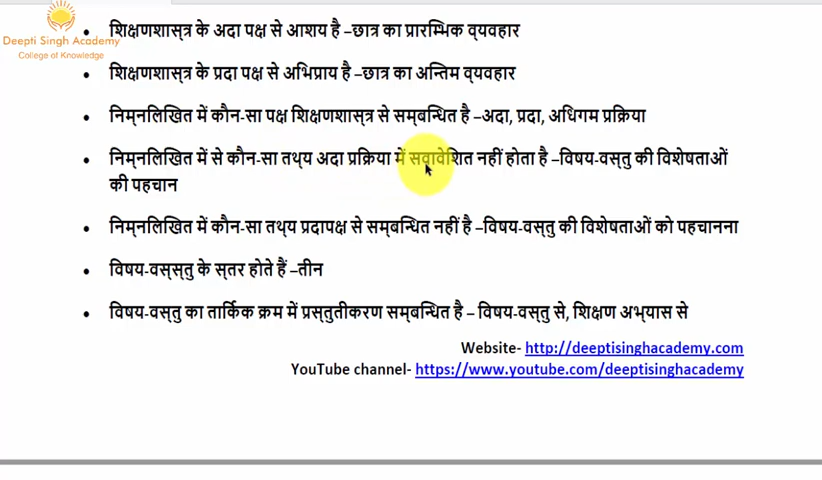 Deepti Singh Academy
College of Knowledge
• शिक्षणशास्त्र के अदा पक्ष से आशय है –छात्र का प्रारम्भिक व्यवहार
• शिक्षणशास्त्र के प्रदा पक्ष से अभिप्राय है –छात्र का अन्तिम व्यवहार
• निम्नलिखित में कौन-सा पक्ष शिक्षणशास्त्र से सम्बन्धित है –अदा, प्रदा, अधिगम प्रक्रिया
• निम्नलिखित में से कौन-सा तथ्य अदा प्रक्रिया में सवावेशित नहीं होता है –विषय-वस्तु की विशेषताओं
की पहचान
• निम्नलिखित में कौन-सा तथ्य प्रदापक्ष से सम्बन्धित नहीं है –विषय-वस्तु की विशेषताओं को पहचानना
• विषय-वस्स्तु के स्तर होते हैं –तीन
• विषय-वस्तु का तार्किक क्रम में प्रस्तुतीकरण सम्बन्धित है – विषय-वस्तु से, शिक्षण अभ्यास से
Website- http://deeptisinghacademy.com
YouTube channel- https://www.youtube.com/deeptisinghacademy